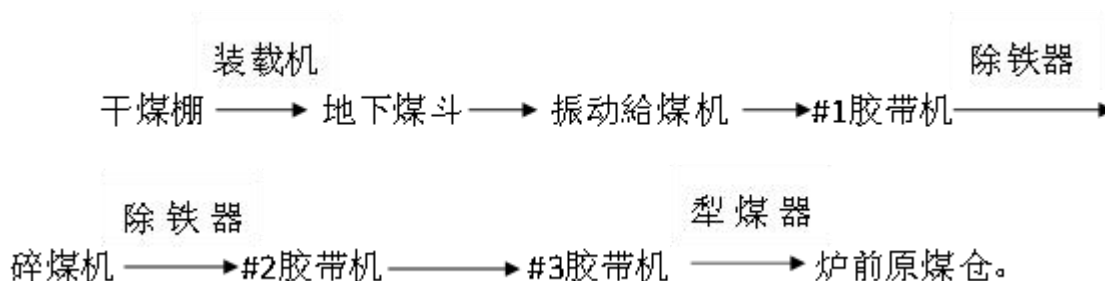 装载机 除铁器
干煤棚 地下煤斗 振动給煤机 #1胶带机
除铁器 犁煤器
碎煤机 #2胶带机 #3胶带机 炉前原煤仓。